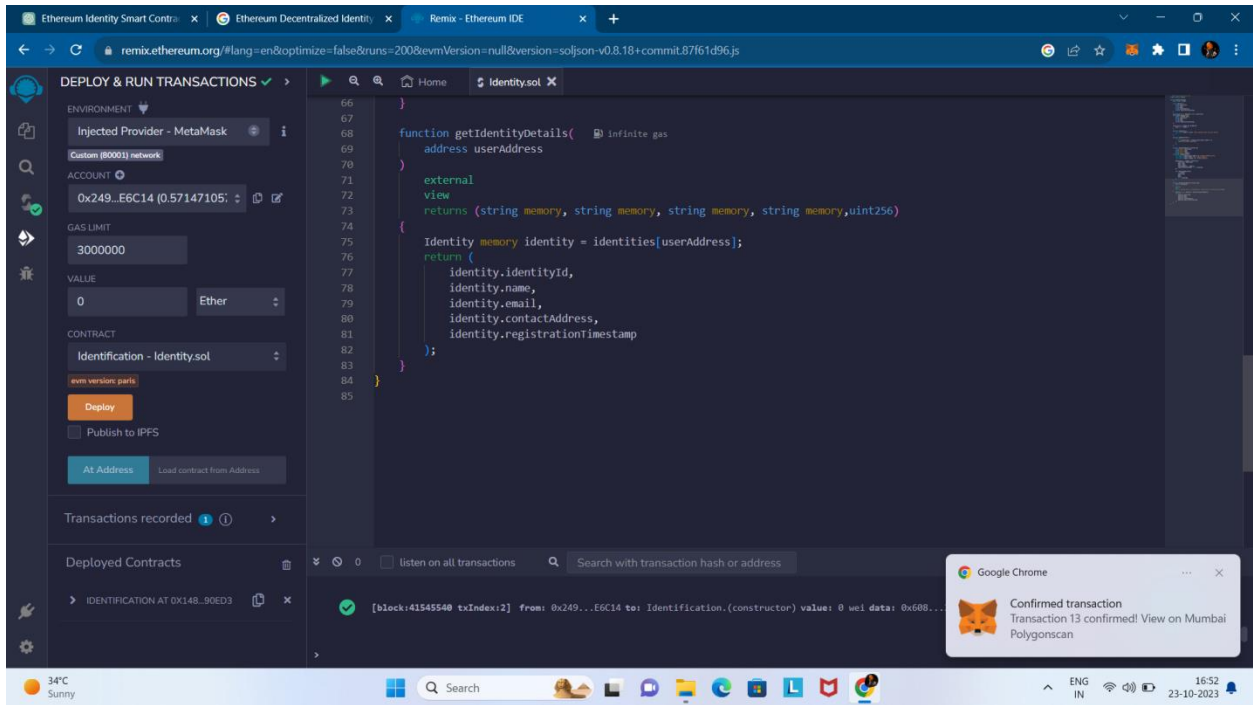 Ethereum Identity Smart Contra
Ethereum Decentralized Identity
Remix - Ethereum IDE
remix.ethereum.org/#lang=en&optimize=false&runs=200&evmVersion=null&version=soljson-v0.8.18+commit.87f61d96.js
DEPLOY & RUN TRANSACTIONS
ENVIRONMENT
Injected Provider - MetaMask
Custom (80001) network
ACCOUNT
0x249...E6C14 (0.57147105
GAS LIMIT
3000000
VALUE
0 Ether
CONTRACT
Identification - Identity.sol
evm version: paris
Deploy
Publish to IPFS
At Address Load contract from Address
Transactions recorded 1
Deployed Contracts
IDENTIFICATION AT 0X148...90ED3
Home
Identity.sol
66 }
67
68 function getIdentityDetails( infinite gas
69 address userAddress
70 )
71 external
72 view
73 returns (string memory, string memory, string memory, string memory,uint256)
74 {
75 Identity memory identity = identities[userAddress];
76 return (
77 identity.identityId,
78 identity.name,
79 identity.email,
80 identity.contactAddress,
81 identity.registrationTimestamp
82 );
83 }
84 }
85
0 listen on all transactions Search with transaction hash or address
[block:41545540 txIndex:2] from: 0x249...E6C14 to: Identification.(constructor) value: 0 wei data: 0x608...
>
Google Chrome
Confirmed transaction
Transaction 13 confirmed! View on Mumbai
Polygonscan
34°C
Sunny
Search
ENG
IN
16:52
23-10-2023